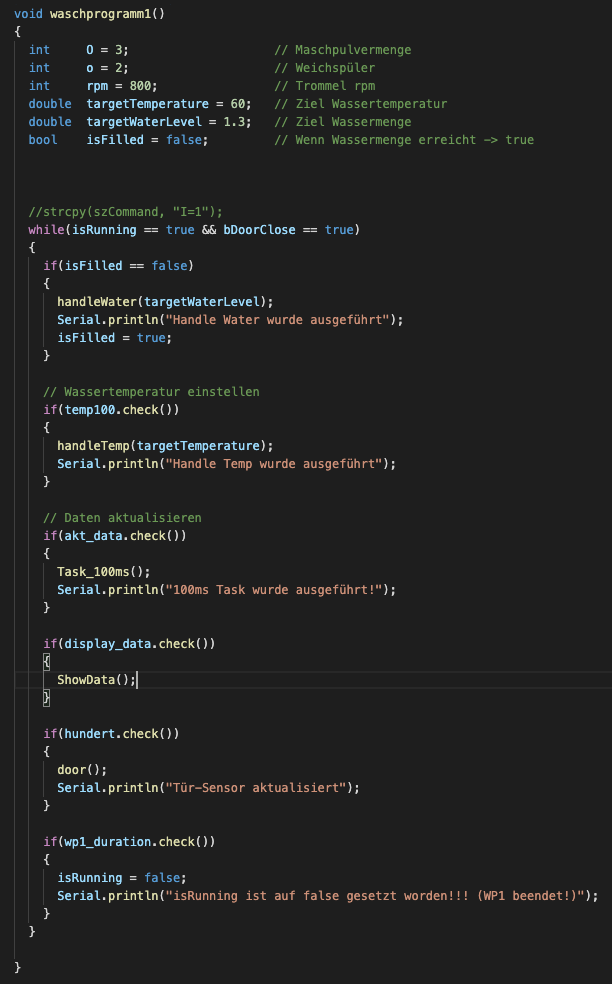 void waschprogramm1()
{
int O = 3; // Maschpulvermenge
int o = 2; // Weichspüler
int rpm = 800; // Trommel rpm
double targetTemperature = 60; // Ziel Wassertemperatur
double targetWaterLevel = 1.3; // Ziel Wassermenge
bool isFilled = false; // Wenn Wassermenge erreicht -> true
//strcpy(szCommand, "I=1");
while(isRunning == true && bDoorClose == true)
{
if(isFilled == false)
{
handleWater(targetWaterLevel);
Serial.println("Handle Water wurde ausgeführt");
isFilled = true;
}
// Wassertemperatur einstellen
if(temp100.check())
{
handleTemp(targetTemperature);
Serial.println("Handle Temp wurde ausgeführt");
}
// Daten aktualisieren
if(akt_data.check())
{
Task_100ms();
Serial.println("100ms Task wurde ausgeführt!");
}
if(display_data.check())
{
ShowData();
}
if(hundert.check())
{
door();
Serial.println("Tür-Sensor aktualisiert");
}
if(wp1_duration.check())
{
isRunning = false;
Serial.println("isRunning ist auf false gesetzt worden!!! (WP1 beendet!)");
}
}
}